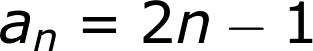 aₙ = 2n − 1